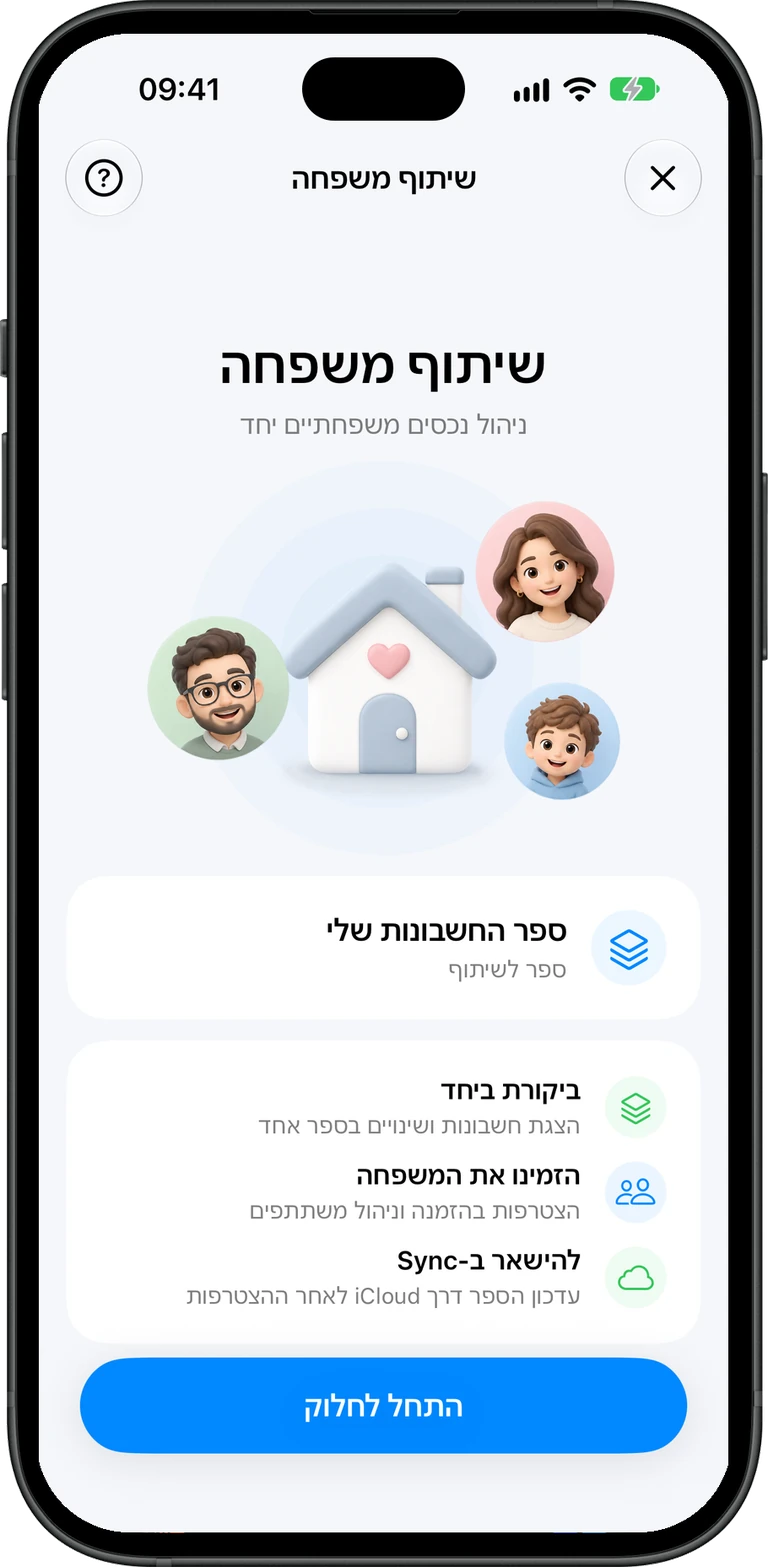 09:41
שיתוף משפחה
שיתוף משפחה
ניהול נכסים משפחתיים יחד
ספר החשבונות שלי
ספר לשיתוף
ביקורת ביחד
הצגת חשבונות ושינויים בספר אחד
הזמינו את המשפחה
הצטרפות בהזמנה וניהול משתתפים
להישאר ב-Sync
עדכון הספר דרך iCloud לאחר ההצטרפות
התחל לחלוק